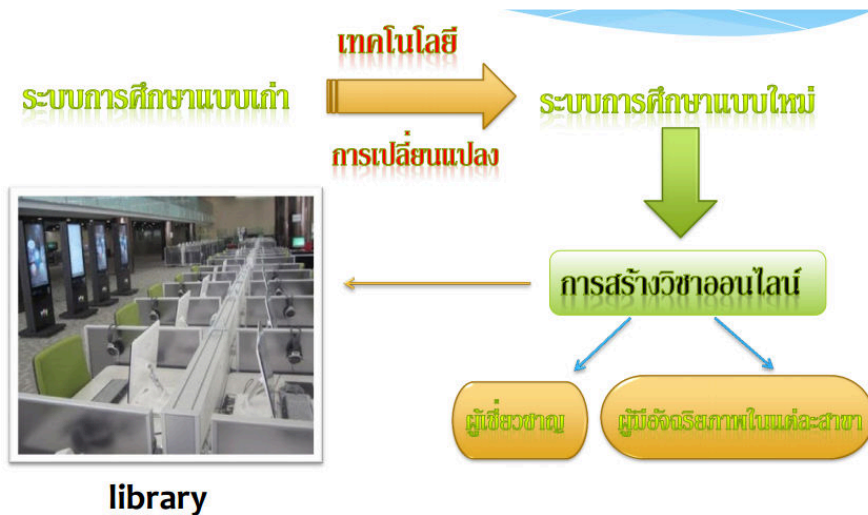 เทคโนโลยี
ระบบการศึกษาแบบเก่า
ระบบการศึกษาแบบใหม่
การเปลี่ยนแปลง
การสร้างวิชาออนไลน์
ผู้เชี่ยวชาญ
ผู้มีอัจฉริยภาพในแต่ละสาขา
library